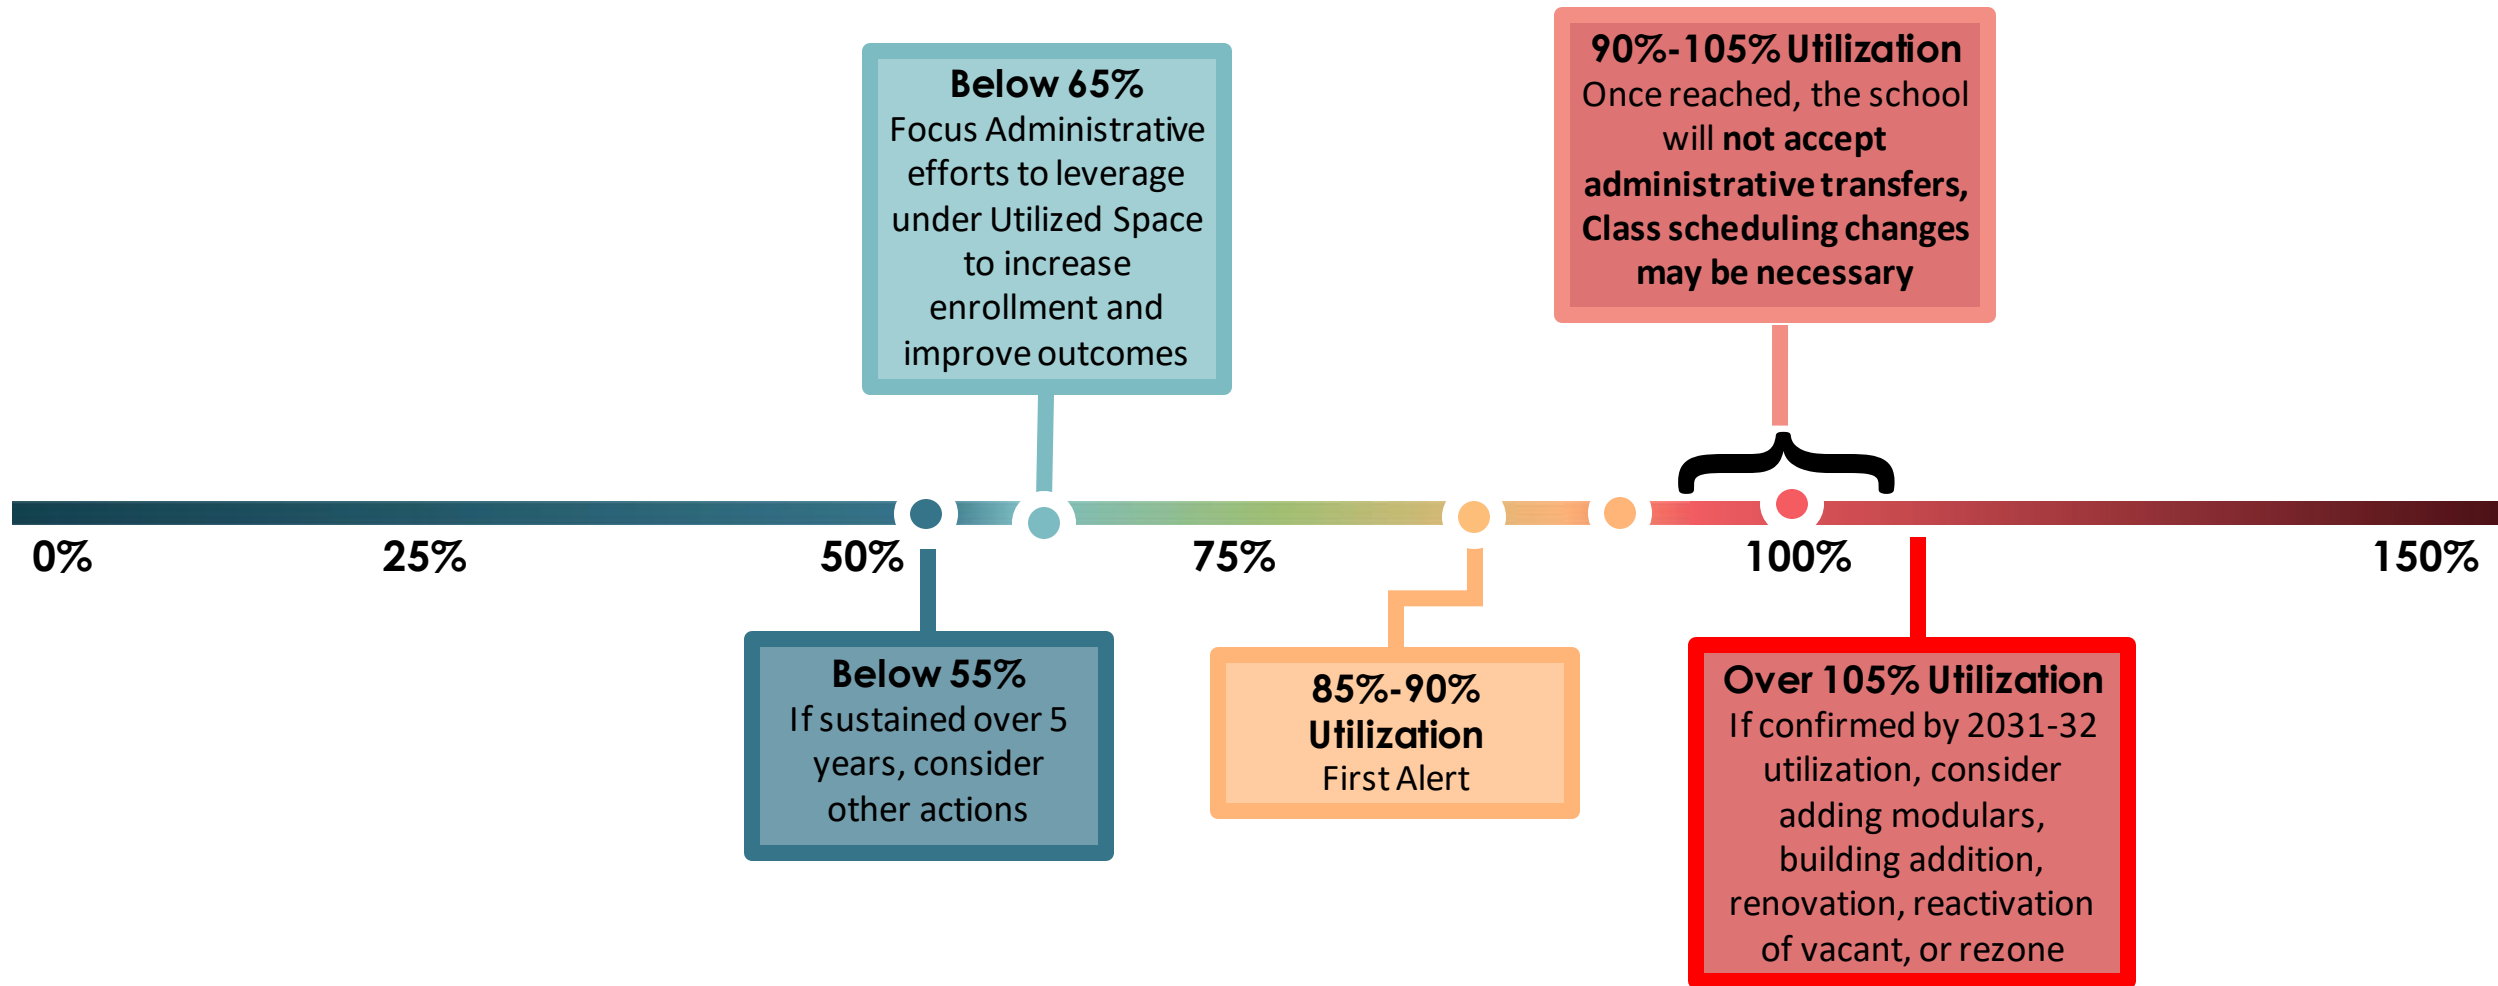 Below 65%
Focus Administrative
efforts to leverage
under Utilized Space
to increase
enrollment and
improve outcomes
90%-105% Utilization
Once reached, the school
will not accept
administrative transfers,
Class scheduling changes
may be necessary
0%
25%
50%
75%
100%
150%
Below 55%
If sustained over 5
years, consider
other actions
85%-90%
Utilization
First Alert
Over 105% Utilization
If confirmed by 2031-32
utilization, consider
adding modulars,
building addition,
renovation, reactivation
of vacant, or rezone